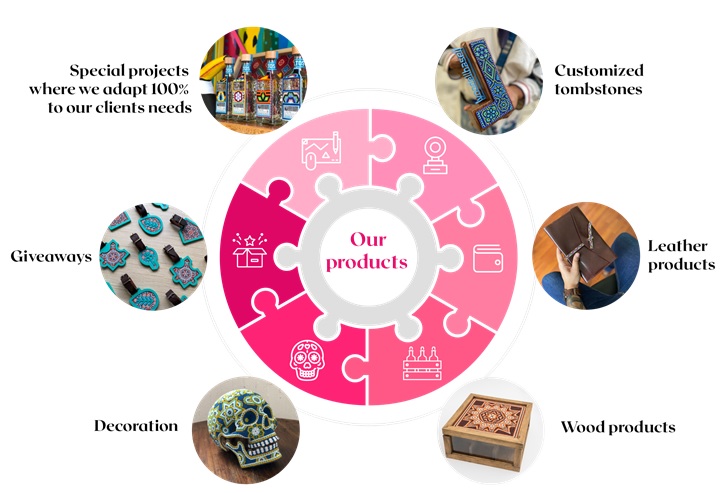 Special projects
where we adapt 100%
to our clients needs
Customized
tombstones
Giveaways
Our
products
Leather
products
Decoration
Wood products